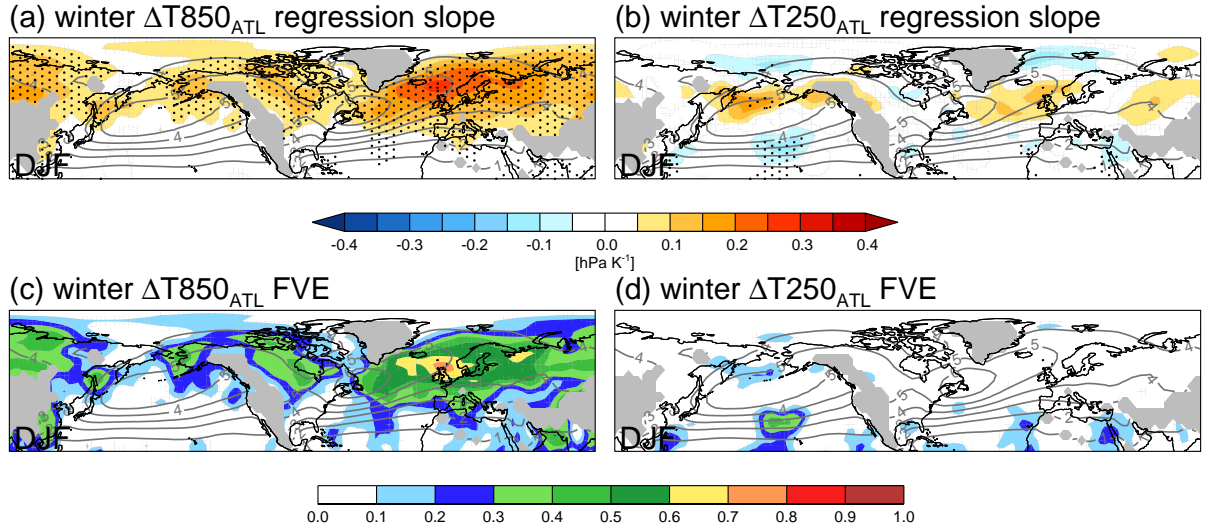 (a) winter ΔT850ATL regression slope
(b) winter ΔT250ATL regression slope
DJF
DJF
-0.4 -0.3 -0.2 -0.1 0.0 0.1 0.2 0.3 0.4
[hPa K⁻¹]
(c) winter ΔT850ATL FVE
(d) winter ΔT250ATL FVE
DJF
DJF
0.0 0.1 0.2 0.3 0.4 0.5 0.6 0.7 0.8 0.9 1.0